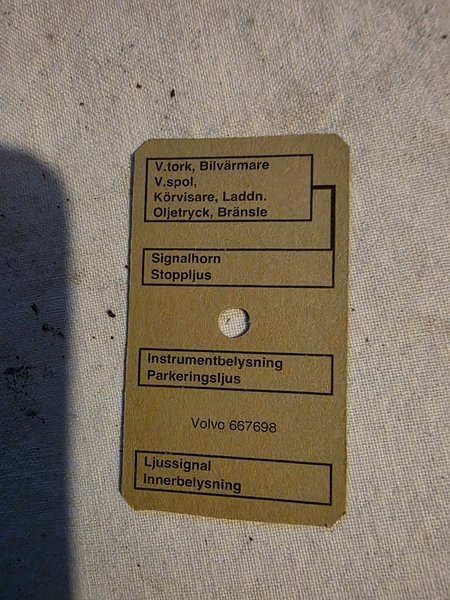 V.tork, Bilvärmare
V.spol,
Körvisare, Laddn.
Oljetryck, Bränsle
Signalhorn
Stoppljus
Instrumentbelysning
Parkeringsljus
Volvo 667698
Ljussignal
Innerbelysning